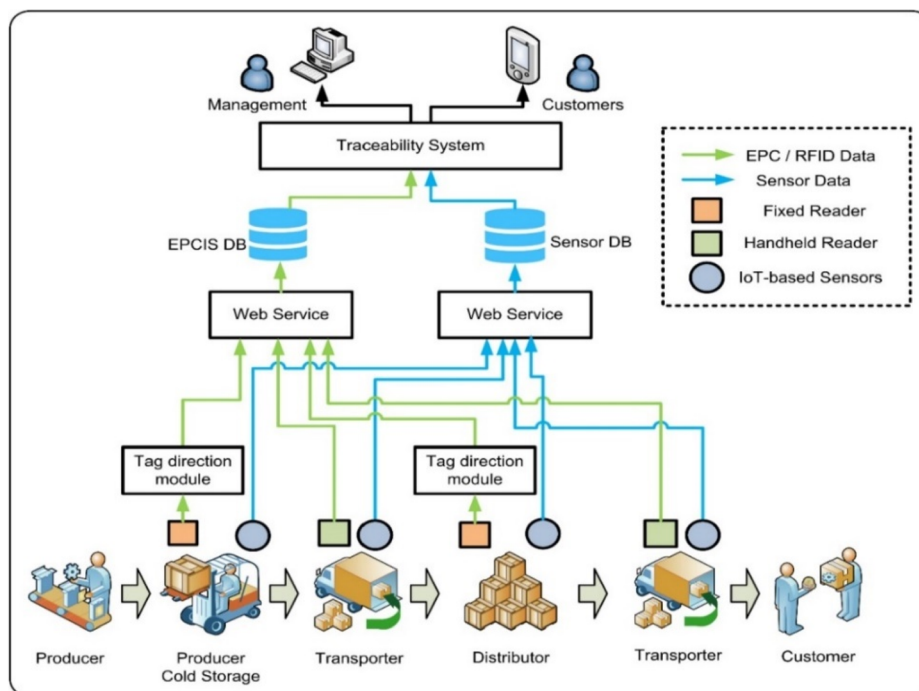 Management
Customers
Traceability System
EPC / RFID Data
Sensor Data
Fixed Reader
Handheld Reader
IoT-based Sensors
EPCIS DB
Sensor DB
Web Service
Web Service
Tag direction
module
Tag direction
module
Producer
Producer
Cold Storage
Transporter
Distributor
Transporter
Customer